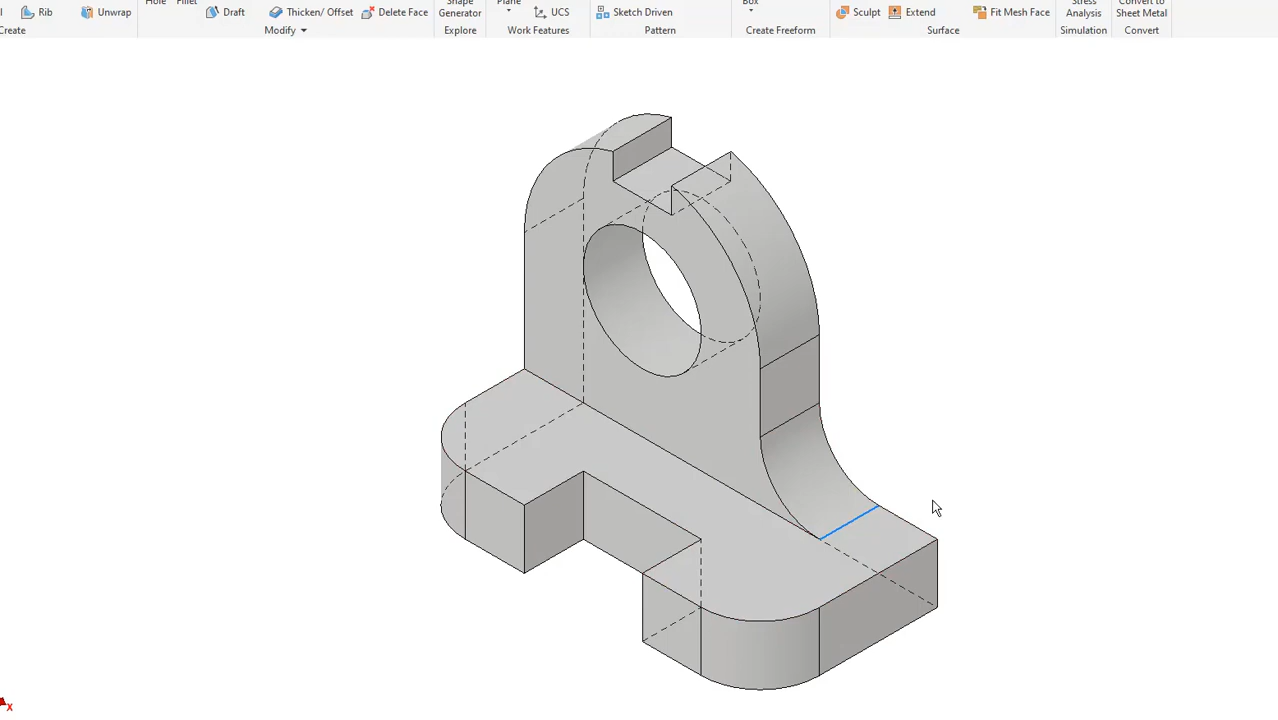 Hole Fillet Shape Plane Box Stress Convert to
Rib Unwrap Draft Thicken/ Offset Delete Face Generator UCS Sketch Driven Sculpt Extend Fit Mesh Face Analysis Sheet Metal
Create Modify Explore Work Features Pattern Create Freeform Surface Simulation Convert
x